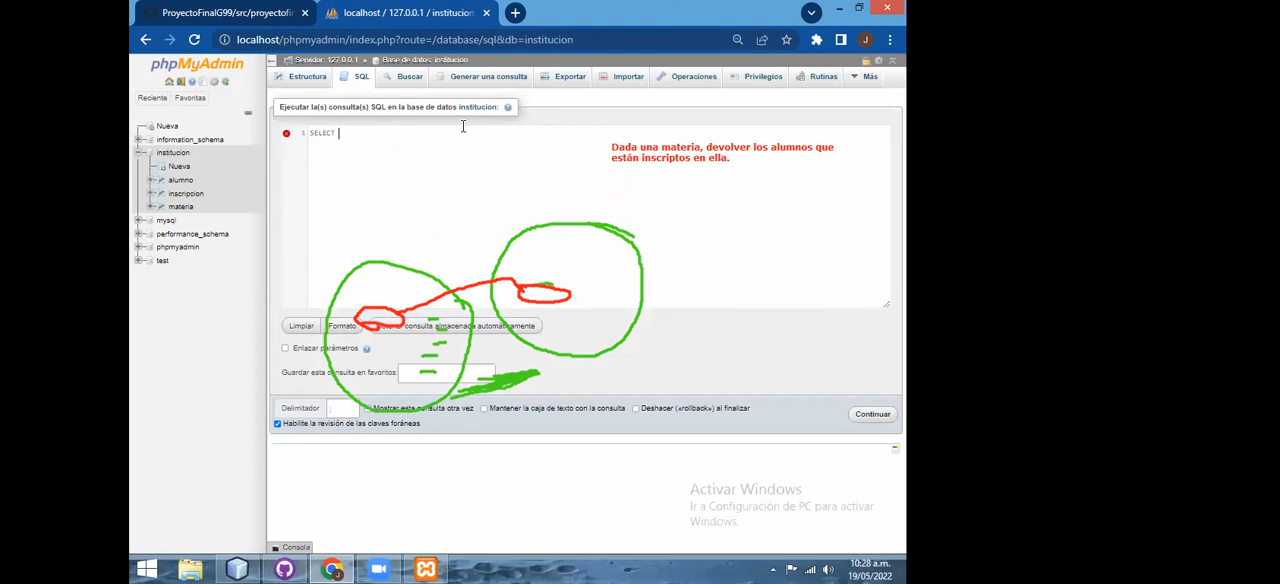 ProyectoFinalG99/src/proyectofin
localhost / 127.0.0.1 / institucion
localhost/phpmyadmin/index.php?route=/database/sql&db=institucion
J
phpMyAdmin
Reciente Favoritas
Nueva
information_schema
institucion
Nueva
alumno
inscripcion
materia
mysql
performance_schema
phpmyadmin
test
Servidor: 127.0.0.1 » Base de datos: institucion
Estructura SQL Buscar Generar una consulta Exportar Importar Operaciones Privilegios Rutinas Más
Ejecutar la(s) consulta(s) SQL en la base de datos institucion:
1 SELECT
Dada una materia, devolver los alumnos que
están inscriptos en ella.
Limpiar Formato consulta almacenada automáticamente
Enlazar parámetros
Guardar esta consulta en favoritos:
Delimitador ; Mostrar esta consulta otra vez Mantener la caja de texto con la consulta Deshacer («rollback») al finalizar Continuar
Habilite la revisión de las claves foráneas
Activar Windows
Ir a Configuración de PC para activar
Windows.
Consola
10:28 a.m.
19/05/2022